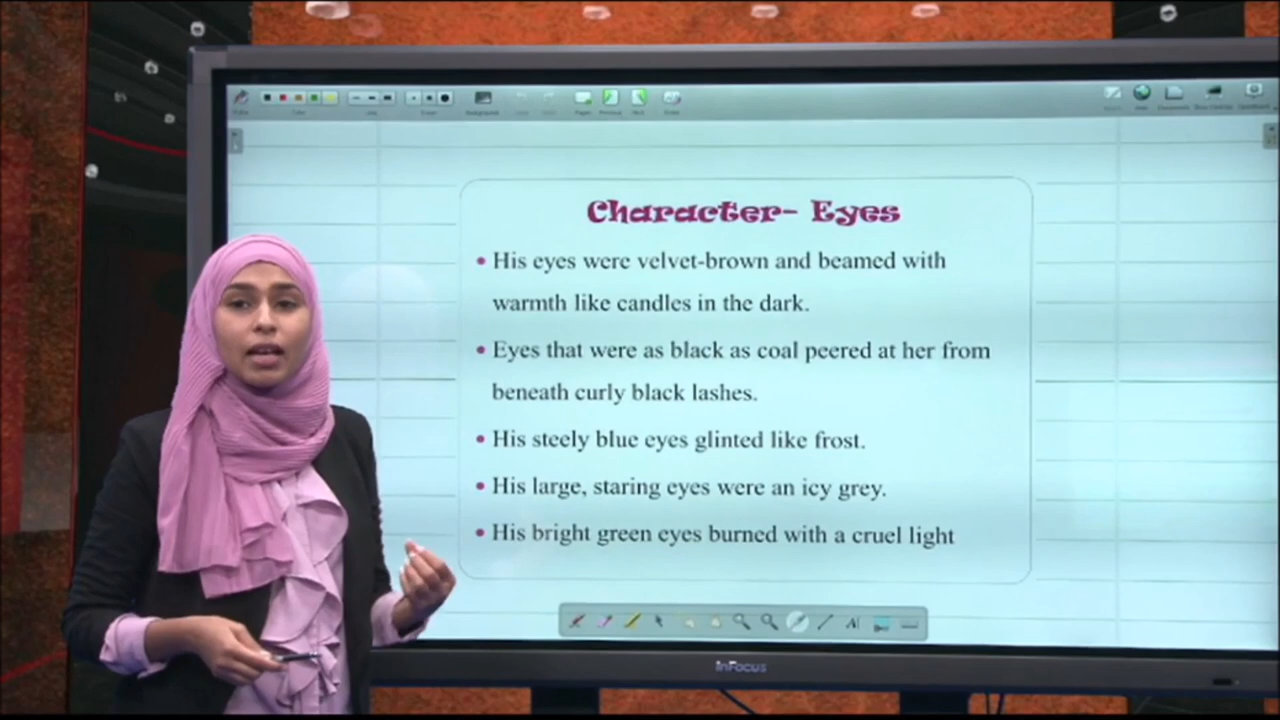 Character- Eyes
• His eyes were velvet-brown and beamed with
warmth like candles in the dark.
• Eyes that were as black as coal peered at her from
beneath curly black lashes.
• His steely blue eyes glinted like frost.
• His large, staring eyes were an icy grey.
• His bright green eyes burned with a cruel light
A
InFocus